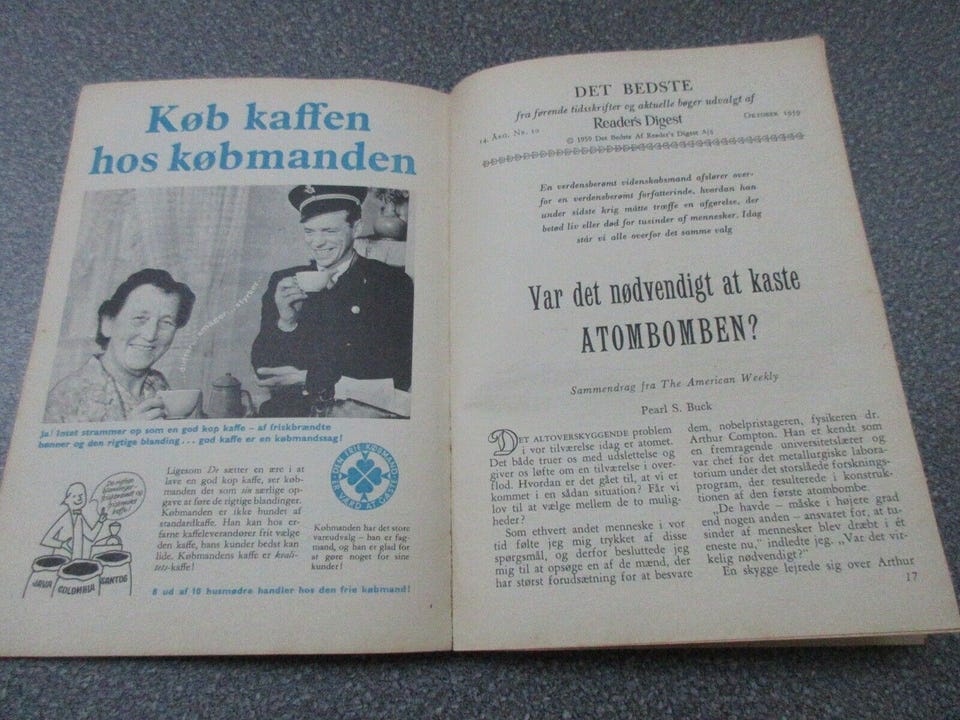 Køb kaffen
hos købmanden
dufter... smager... styrker
Ja! Intet strammer op som en god kop kaffe – af friskbrændte
bønner og den rigtige blanding... god kaffe er en købmandssag!
De rigtige
blandinger,
friskbrændt og
kaffe!
JAVA
COLOMBIA
SANTOS
Ligesom De sætter en ære i at
lave en god kop kaffe, ser køb-
manden det som sin særlige op-
gave at føre de rigtige blandinger.
Købmanden er ikke bundet af
standardkaffe. Han kan hos er-
farne kaffeleverandører frit vælge
den kaffe, hans kunder bedst kan
lide. Købmandens kaffe er kvali-
tets-kaffe!
DEN FRIE KØBMAND
VÆRD AT GÆSTE
Købmanden har det store
vareudvalg – han er fag-
mand, og han er glad for
at gøre noget for sine
kunder!
8 ud af 10 husmødre handler hos den frie købmand!
DET BEDSTE
fra førende tidsskrifter og aktuelle bøger udvalgt af
14. Årg. Nr. 10
Reader's Digest
Oktober 1959
© 1959 Det Bedste Af Reader's Digest A/S
En verdensberømt videnskabsmand afslører over-
for en verdensberømt forfatterinde, hvordan han
under sidste krig måtte træffe en afgørelse, der
betød liv eller død for tusinder af mennesker. Idag
står vi alle overfor det samme valg
Var det nødvendigt at kaste
ATOMBOMBEN?
Sammendrag fra The American Weekly
Pearl S. Buck
DET ALTOVERSKYGGENDE problem
i vor tilværelse idag er atomet.
Det både truer os med udslettelse og
giver os løfte om en tilværelse i over-
flod. Hvordan er det gået til, at vi er
kommet i en sådan situation? Får vi
lov til at vælge mellem de to mulig-
heder?
Som ethvert andet menneske i vor
tid følte jeg mig trykket af disse
spørgsmål, og derfor besluttede jeg
mig til at opsøge en af de mænd, der
har størst forudsætning for at besvare
dem, nobelpristageren, fysikeren dr.
Arthur Compton. Han er kendt som
en fremragende universitetslærer og
var chef for det metallurgiske labora-
torium under det storslåede forsknings-
program, der resulterede i konstruk-
tionen af den første atombombe.
„De havde – måske i højere grad
end nogen anden – ansvaret for, at tu-
sinder af mennesker blev dræbt i ét
eneste nu,“ indledte jeg. „Var det vir-
kelig nødvendigt?“
En skygge lejrede sig over Arthur
17